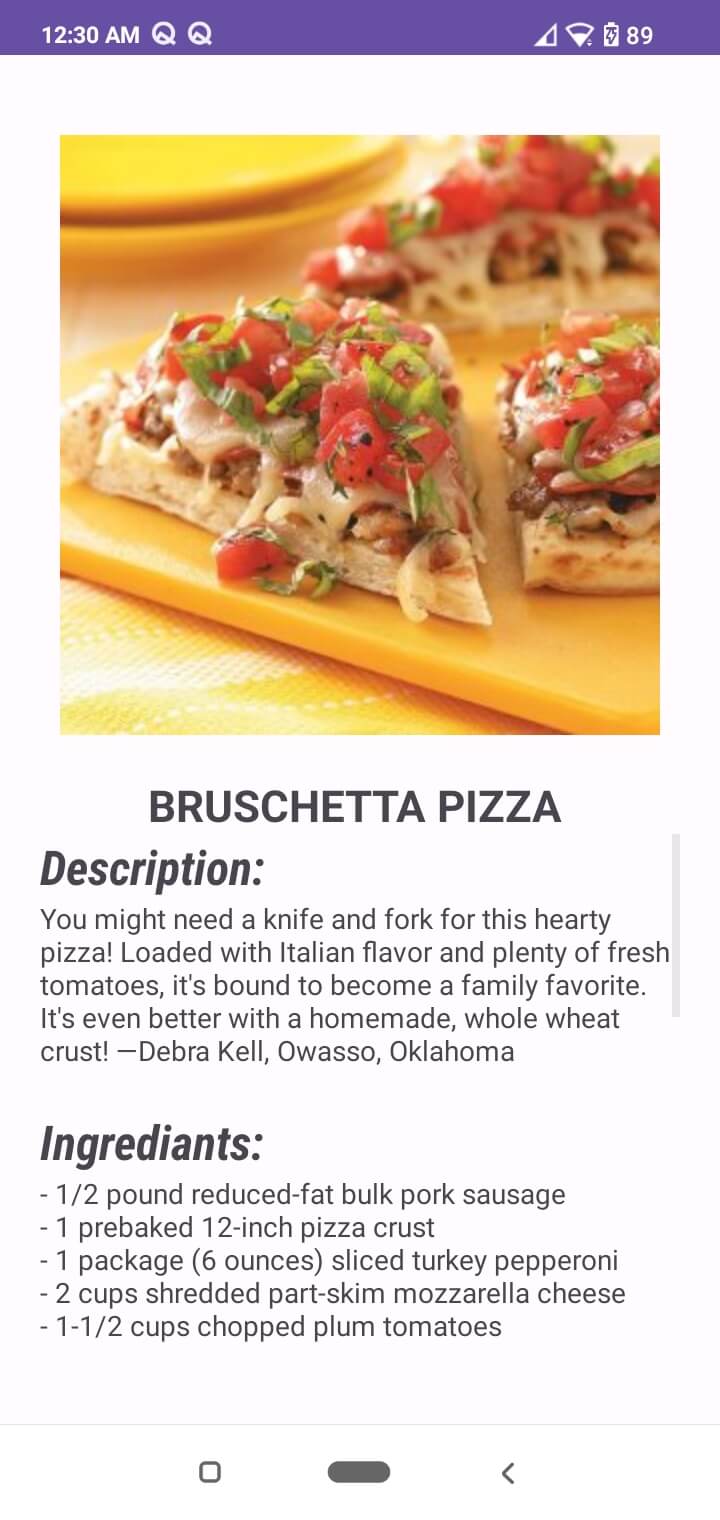 12:30 AM 89
BRUSCHETTA PIZZA
Description:
You might need a knife and fork for this hearty
pizza! Loaded with Italian flavor and plenty of fresh
tomatoes, it's bound to become a family favorite.
It's even better with a homemade, whole wheat
crust! —Debra Kell, Owasso, Oklahoma
Ingrediants:
- 1/2 pound reduced-fat bulk pork sausage
- 1 prebaked 12-inch pizza crust
- 1 package (6 ounces) sliced turkey pepperoni
- 2 cups shredded part-skim mozzarella cheese
- 1-1/2 cups chopped plum tomatoes